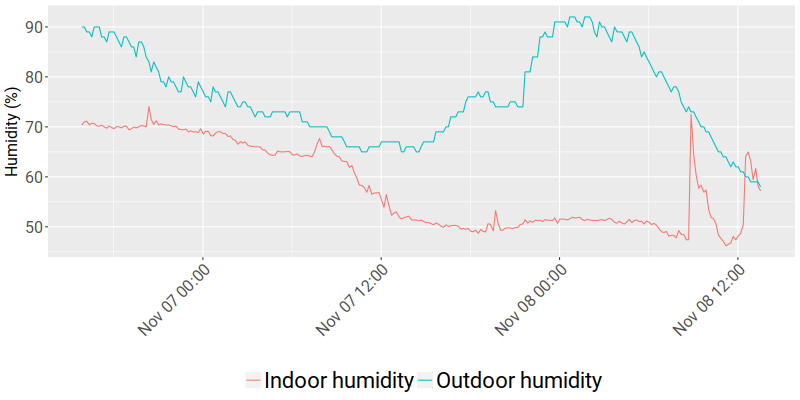 Humidity (%)
90
80
70
60
50
Nov 07 00:00
Nov 07 12:00
Nov 08 00:00
Nov 08 12:00
Indoor humidity
Outdoor humidity